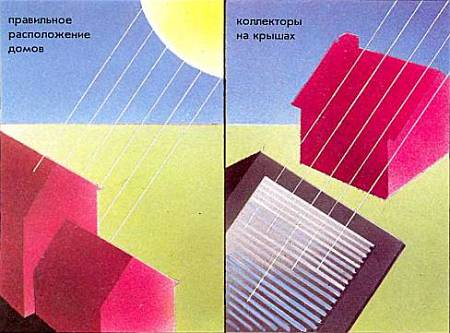 правильное
расположение
домов
коллекторы
на крышах